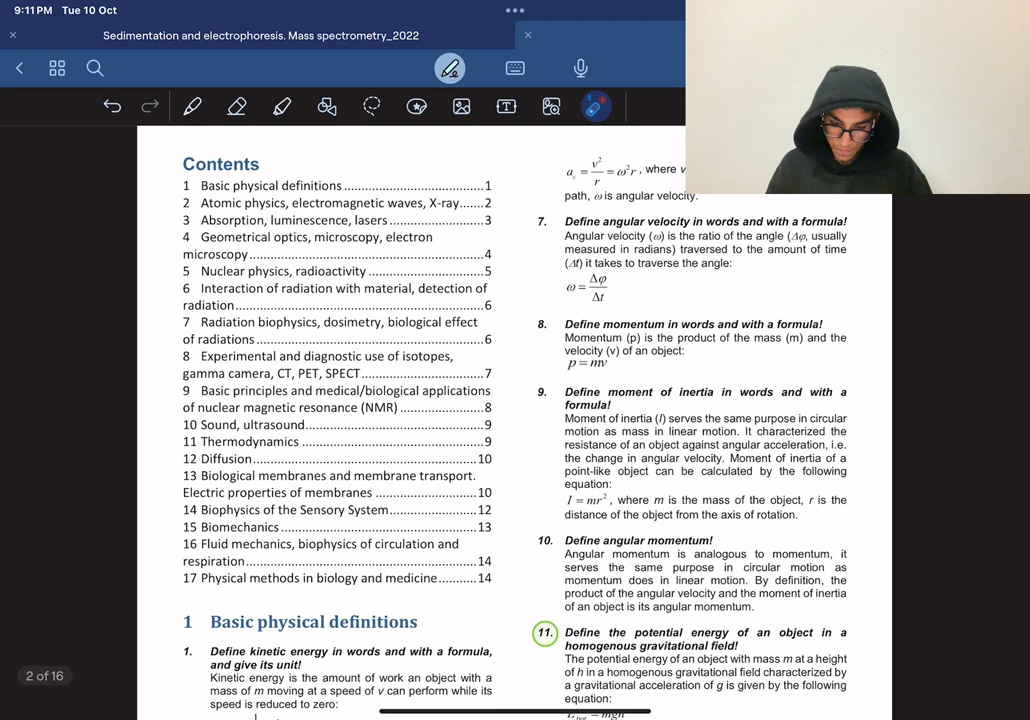 9:11 PM Tue 10 Oct
Sedimentation and electrophoresis. Mass spectrometry_2022
Contents
1 Basic physical definitions ................................1
2 Atomic physics, electromagnetic waves, X-ray......2
3 Absorption, luminescence, lasers .......................3
4 Geometrical optics, microscopy, electron
microscopy......................................................4
5 Nuclear physics, radioactivity ...........................5
6 Interaction of radiation with material, detection of
radiation..........................................................6
7 Radiation biophysics, dosimetry, biological effect
of radiations .....................................................6
8 Experimental and diagnostic use of isotopes,
gamma camera, CT, PET, SPECT............................7
9 Basic principles and medical/biological applications
of nuclear magnetic resonance (NMR) ...................8
10 Sound, ultrasound..........................................9
11 Thermodynamics ..........................................9
12 Diffusion.....................................................10
13 Biological membranes and membrane transport.
Electric properties of membranes .......................10
14 Biophysics of the Sensory System....................12
15 Biomechanics...............................................13
16 Fluid mechanics, biophysics of circulation and
respiration......................................................14
17 Physical methods in biology and medicine.........14
1 Basic physical definitions
1. Define kinetic energy in words and with a formula,
and give its unit!
Kinetic energy is the amount of work an object with a
mass of m moving at a speed of v can perform while its
speed is reduced to zero:
a_c = v²/r = ω²r , where v
path, ω is angular velocity.
7. Define angular velocity in words and with a formula!
Angular velocity (ω) is the ratio of the angle (Δφ, usually
measured in radians) traversed to the amount of time
(Δt) it takes to traverse the angle:
ω = Δφ/Δt
8. Define momentum in words and with a formula!
Momentum (p) is the product of the mass (m) and the
velocity (v) of an object:
p = mv
9. Define moment of inertia in words and with a
formula!
Moment of inertia (I) serves the same purpose in circular
motion as mass in linear motion. It characterized the
resistance of an object against angular acceleration, i.e.
the change in angular velocity. Moment of inertia of a
point-like object can be calculated by the following
equation:
I = mr² , where m is the mass of the object, r is the
distance of the object from the axis of rotation.
10. Define angular momentum!
Angular momentum is analogous to momentum, it
serves the same purpose in circular motion as
momentum does in linear motion. By definition, the
product of the angular velocity and the moment of inertia
of an object is its angular momentum.
11. Define the potential energy of an object in a
homogenous gravitational field!
The potential energy of an object with mass m at a height
of h in a homogenous gravitational field characterized by
a gravitational acceleration of g is given by the following
equation:
E_pot = mgh
2 of 16